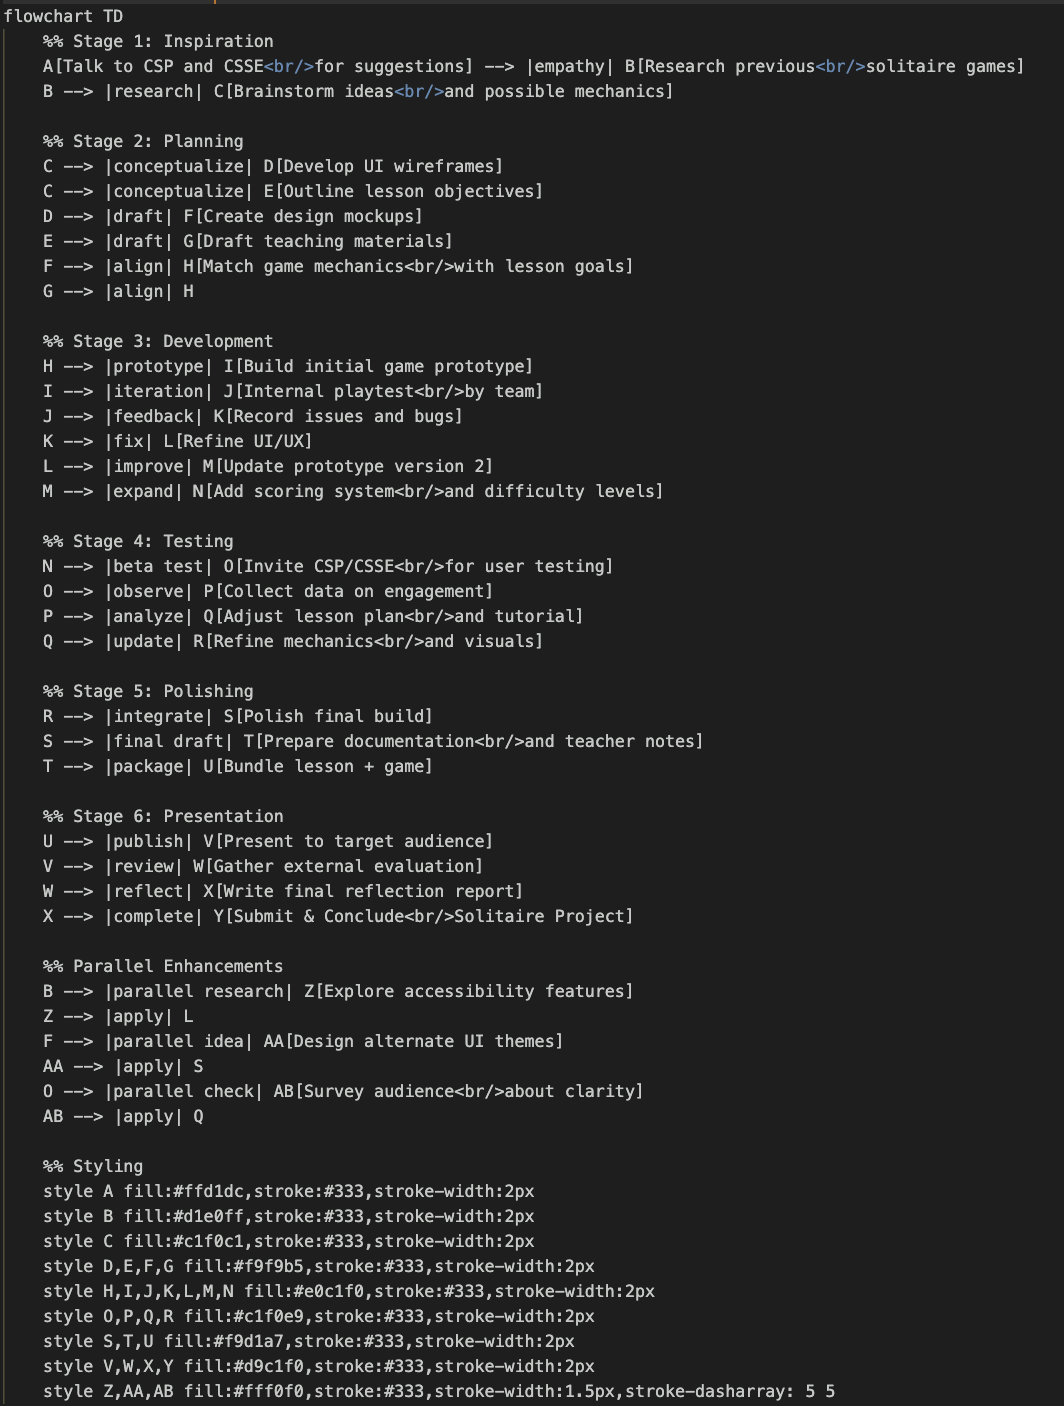 flowchart TD
%% Stage 1: Inspiration
A[Talk to CSP and CSSE<br/>for suggestions] --> |empathy| B[Research previous<br/>solitaire games]
B --> |research| C[Brainstorm ideas<br/>and possible mechanics]
%% Stage 2: Planning
C --> |conceptualize| D[Develop UI wireframes]
C --> |conceptualize| E[Outline lesson objectives]
D --> |draft| F[Create design mockups]
E --> |draft| G[Draft teaching materials]
F --> |align| H[Match game mechanics<br/>with lesson goals]
G --> |align| H
%% Stage 3: Development
H --> |prototype| I[Build initial game prototype]
I --> |iteration| J[Internal playtest<br/>by team]
J --> |feedback| K[Record issues and bugs]
K --> |fix| L[Refine UI/UX]
L --> |improve| M[Update prototype version 2]
M --> |expand| N[Add scoring system<br/>and difficulty levels]
%% Stage 4: Testing
N --> |beta test| O[Invite CSP/CSSE<br/>for user testing]
O --> |observe| P[Collect data on engagement]
P --> |analyze| Q[Adjust lesson plan<br/>and tutorial]
Q --> |update| R[Refine mechanics<br/>and visuals]
%% Stage 5: Polishing
R --> |integrate| S[Polish final build]
S --> |final draft| T[Prepare documentation<br/>and teacher notes]
T --> |package| U[Bundle lesson + game]
%% Stage 6: Presentation
U --> |publish| V[Present to target audience]
V --> |review| W[Gather external evaluation]
W --> |reflect| X[Write final reflection report]
X --> |complete| Y[Submit & Conclude<br/>Solitaire Project]
%% Parallel Enhancements
B --> |parallel research| Z[Explore accessibility features]
Z --> |apply| L
F --> |parallel idea| AA[Design alternate UI themes]
AA --> |apply| S
O --> |parallel check| AB[Survey audience<br/>about clarity]
AB --> |apply| Q
%% Styling
style A fill:#ffd1dc,stroke:#333,stroke-width:2px
style B fill:#d1e0ff,stroke:#333,stroke-width:2px
style C fill:#c1f0c1,stroke:#333,stroke-width:2px
style D,E,F,G fill:#f9f9b5,stroke:#333,stroke-width:2px
style H,I,J,K,L,M,N fill:#e0c1f0,stroke:#333,stroke-width:2px
style O,P,Q,R fill:#c1f0e9,stroke:#333,stroke-width:2px
style S,T,U fill:#f9d1a7,stroke:#333,stroke-width:2px
style V,W,X,Y fill:#d9c1f0,stroke:#333,stroke-width:2px
style Z,AA,AB fill:#fff0f0,stroke:#333,stroke-width:1.5px,stroke-dasharray: 5 5